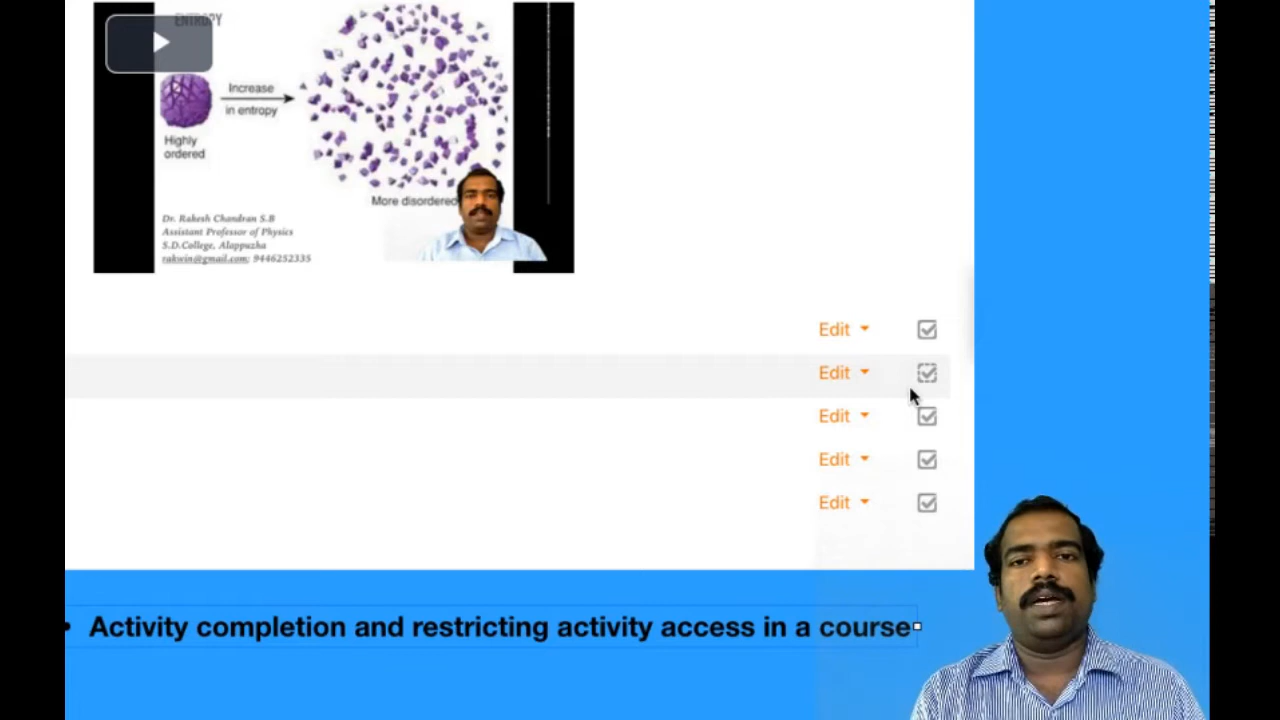 ENTROPY
Increase
in entropy
Highly
ordered
More disordered
Dr. Rakesh Chandran S.B
Assistant Professor of Physics
S.D.College, Alappuzha
rakwin@gmail.com; 9446252335
Edit
Edit
Edit
Edit
Edit
• Activity completion and restricting activity access in a course